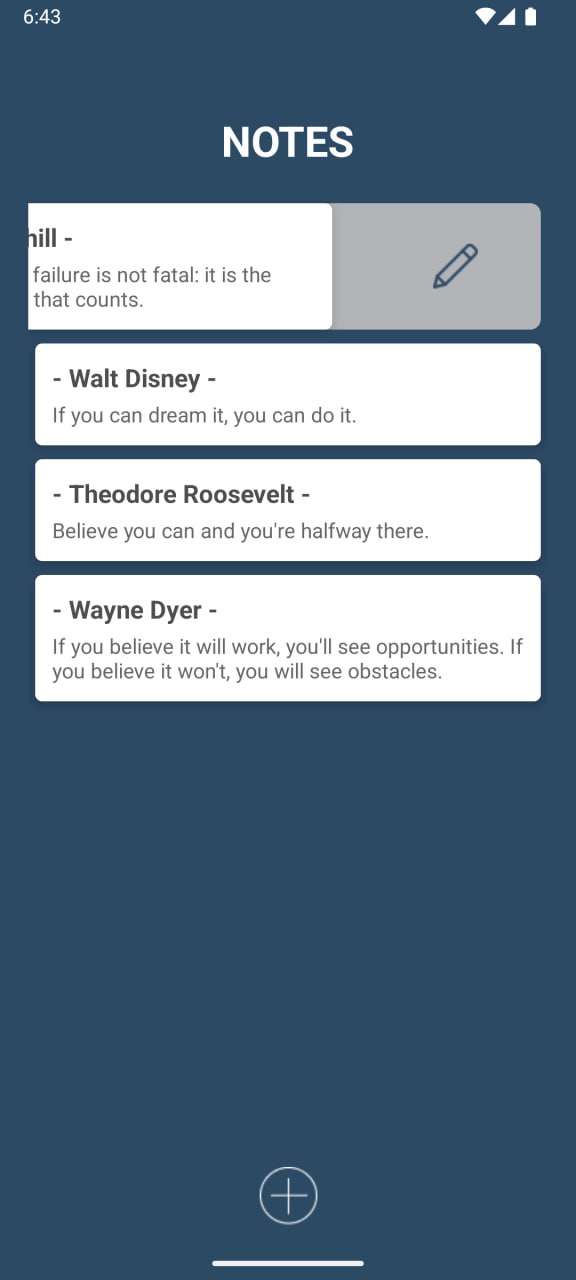 6:43
NOTES
hill -
failure is not fatal: it is the
that counts.
- Walt Disney -
If you can dream it, you can do it.
- Theodore Roosevelt -
Believe you can and you're halfway there.
- Wayne Dyer -
If you believe it will work, you'll see opportunities. If
you believe it won't, you will see obstacles.